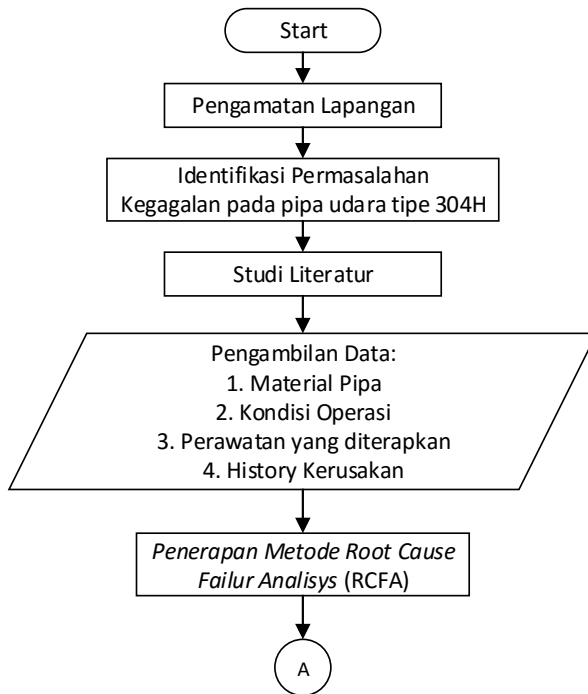 Start
Pengamatan Lapangan
Identifikasi Permasalahan
Kegagalan pada pipa udara tipe 304H
Studi Literatur
Pengambilan Data:
1. Material Pipa
2. Kondisi Operasi
3. Perawatan yang diterapkan
4. History Kerusakan
Penerapan Metode Root Cause
Failur Analisys (RCFA)
A